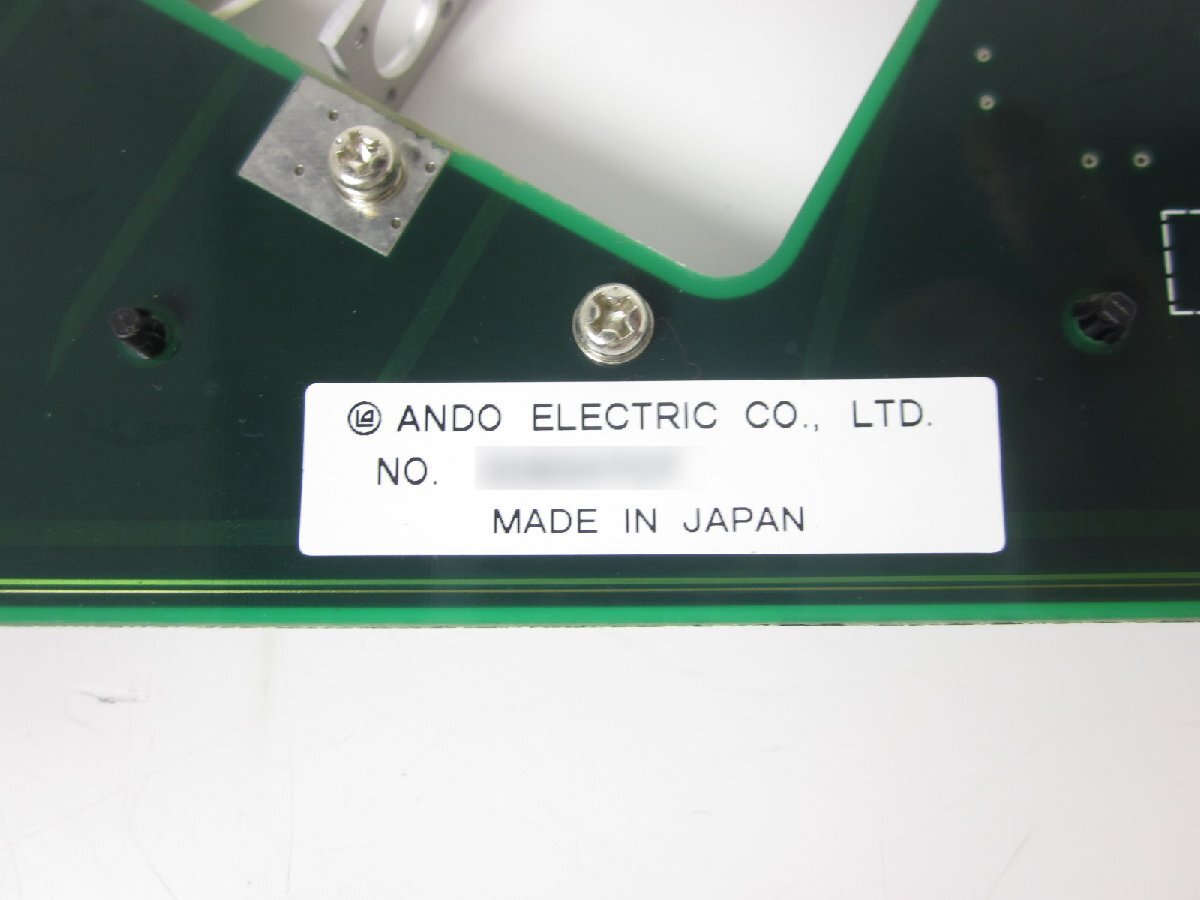 ANDO ELECTRIC CO., LTD.
NO.
MADE IN JAPAN